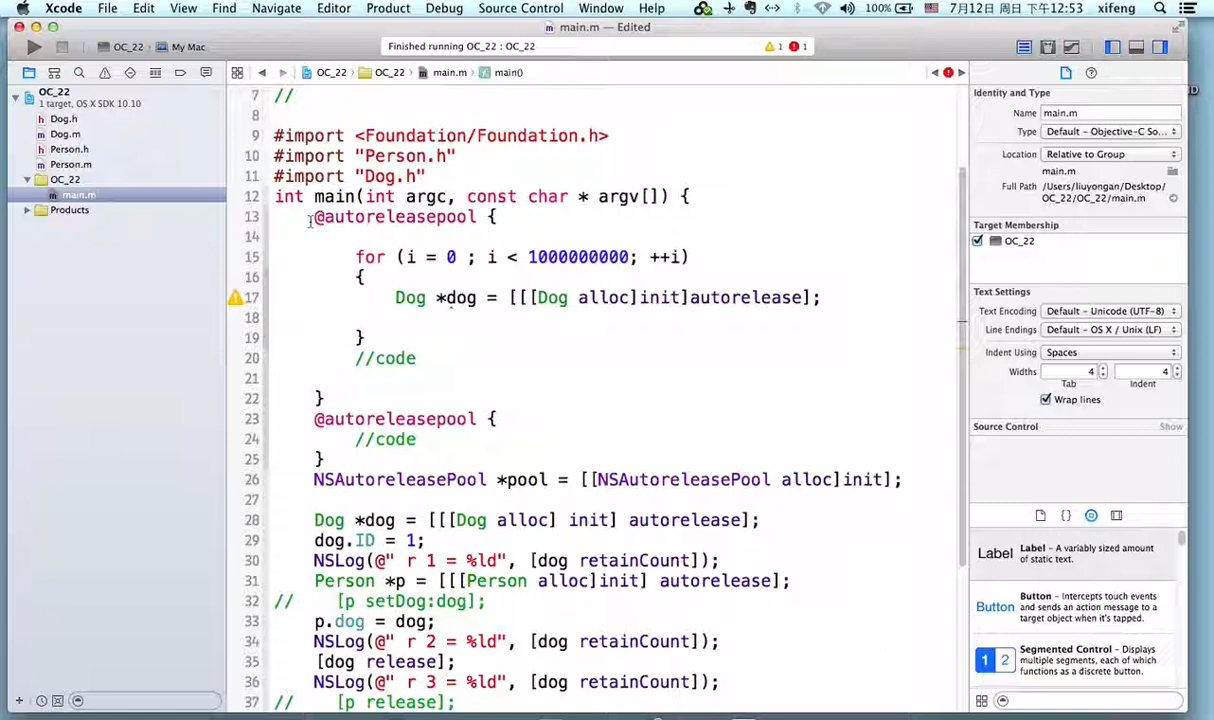 Xcode File Edit View Find Navigate Editor Product Debug Source Control Window Help 100% 7月12日 周日 下午12:53 xifeng
main.m — Edited
OC_22 My Mac Finished running OC_22 : OC_22 1 1
OC_22 OC_22 main.m main()
OC_22
1 target, OS X SDK 10.10
Dog.h
Dog.m
Person.h
Person.m
OC_22
main.m
Products
7 //
8
9 #import <Foundation/Foundation.h>
10 #import "Person.h"
11 #import "Dog.h"
12 int main(int argc, const char * argv[]) {
13 @autoreleasepool {
14
15 for (i = 0 ; i < 1000000000; ++i)
16 {
17 Dog *dog = [[[Dog alloc]init]autorelease];
18
19 }
20 //code
21
22 }
23 @autoreleasepool {
24 //code
25 }
26 NSAutoreleasePool *pool = [[NSAutoreleasePool alloc]init];
27
28 Dog *dog = [[[Dog alloc] init] autorelease];
29 dog.ID = 1;
30 NSLog(@" r 1 = %ld", [dog retainCount]);
31 Person *p = [[[Person alloc]init] autorelease];
32 // [p setDog:dog];
33 p.dog = dog;
34 NSLog(@" r 2 = %ld", [dog retainCount]);
35 [dog release];
36 NSLog(@" r 3 = %ld", [dog retainCount]);
37 // [p release];
Identity and Type
Name main.m
Type Default - Objective-C So...
Location Relative to Group
main.m
Full Path /Users/liuyongan/Desktop/
OC_22/OC_22/main.m
Target Membership
OC_22
Text Settings
Text Encoding Default - Unicode (UTF-8)
Line Endings Default - OS X / Unix (LF)
Indent Using Spaces
Widths 4 4
Tab Indent
Wrap lines
Source Control Show
Label Label - A variably sized amount
of static text.
Button Button - Intercepts touch events
and sends an action message to a
target object when it's tapped.
1 2 Segmented Control - Displays
multiple segments, each of which
functions as a discrete button.